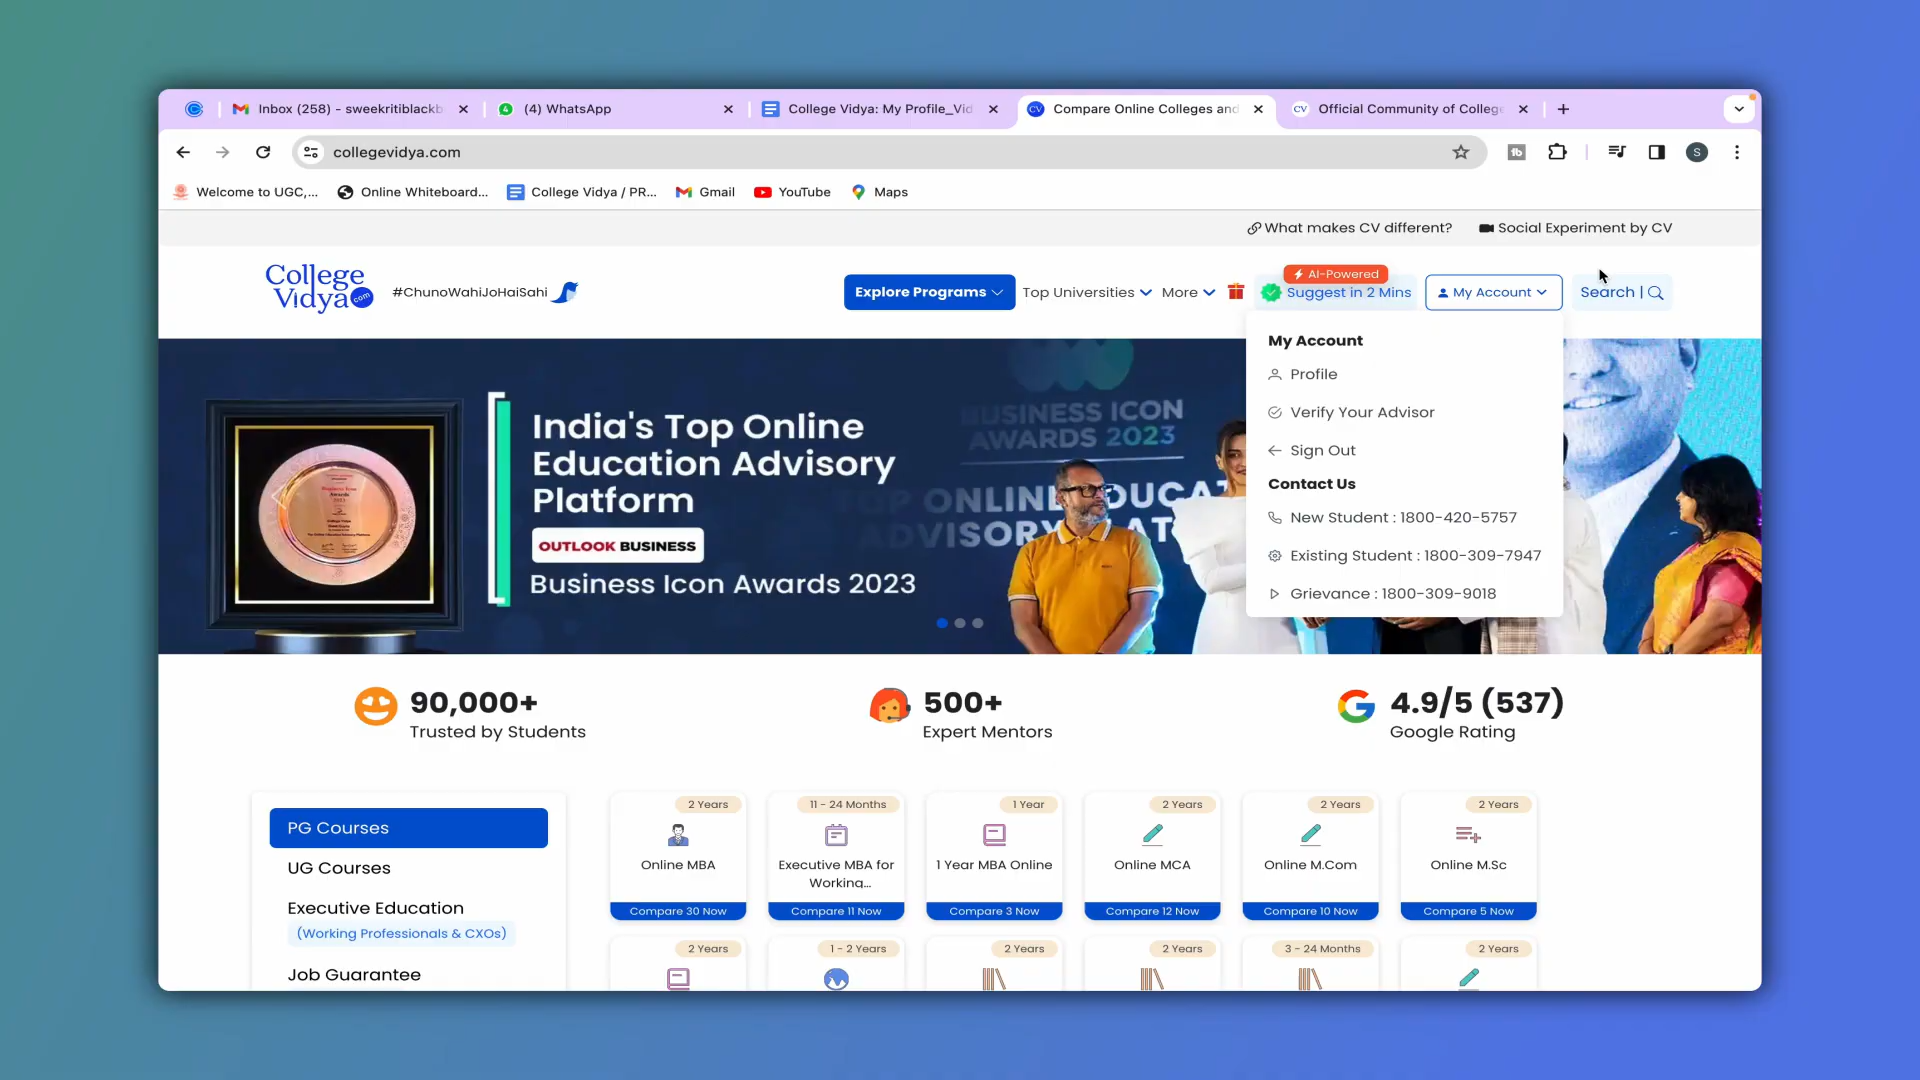 Inbox (258) - sweekritiblackb
(4) WhatsApp
College Vidya: My Profile_Vid
Compare Online Colleges and
Official Community of College
collegevidya.com
S
Welcome to UGC,...
Online Whiteboard...
College Vidya / PR...
Gmail
YouTube
Maps
What makes CV different?
Social Experiment by CV
College Vidya.com
#ChunoWahiJoHaiSahi
Explore Programs
Top Universities
More
AI-Powered
Suggest in 2 Mins
My Account
Search |
My Account
Profile
Verify Your Advisor
Sign Out
Contact Us
New Student : 1800-420-5757
Existing Student : 1800-309-7947
Grievance : 1800-309-9018
India's Top Online
Education Advisory
Platform
OUTLOOK BUSINESS
Business Icon Awards 2023
BUSINESS ICON
AWARDS 2023
90,000+
Trusted by Students
500+
Expert Mentors
4.9/5 (537)
Google Rating
PG Courses
UG Courses
Executive Education
(Working Professionals & CXOs)
Job Guarantee
2 Years
Online MBA
Compare 30 Now
11 - 24 Months
Executive MBA for
Working...
Compare 11 Now
1 Year
1 Year MBA Online
Compare 3 Now
2 Years
Online MCA
Compare 12 Now
2 Years
Online M.Com
Compare 10 Now
2 Years
Online M.Sc
Compare 5 Now
2 Years
1 - 2 Years
2 Years
2 Years
3 - 24 Months
2 Years